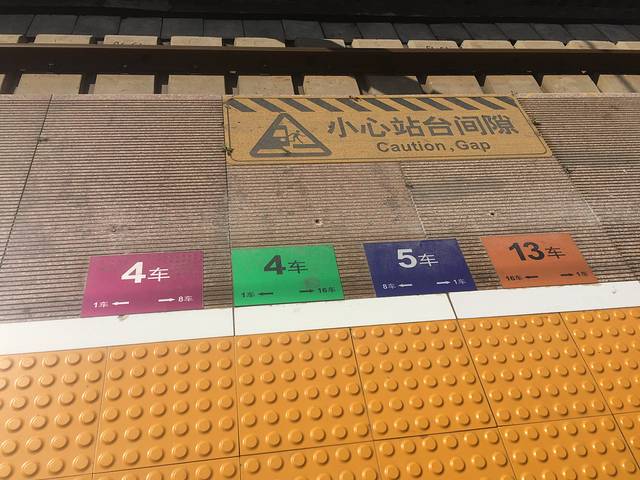 小心站台间隙
Caution,Gap
4车
1车 ← → 8车
4车
1车 ← → 16车
5车
8车 ← → 1车
13车
16车 ← → 1车